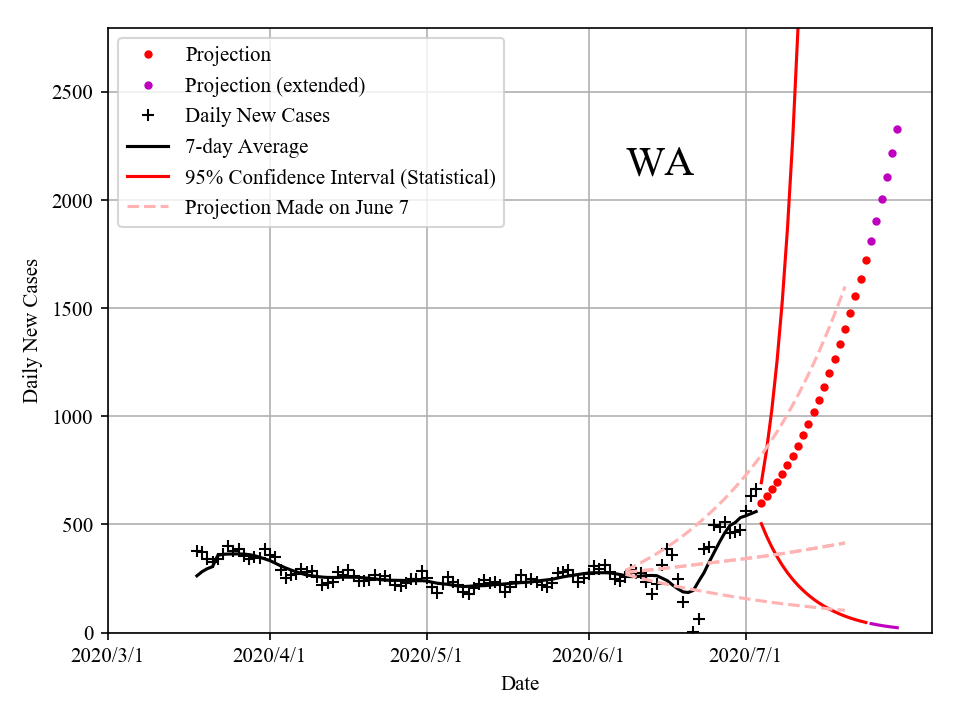 Projection
Projection (extended)
Daily New Cases
7-day Average
95% Confidence Interval (Statistical)
Projection Made on June 7
WA
2500
2000
1500
1000
500
0
Daily New Cases
2020/3/1
2020/4/1
2020/5/1
2020/6/1
2020/7/1
Date